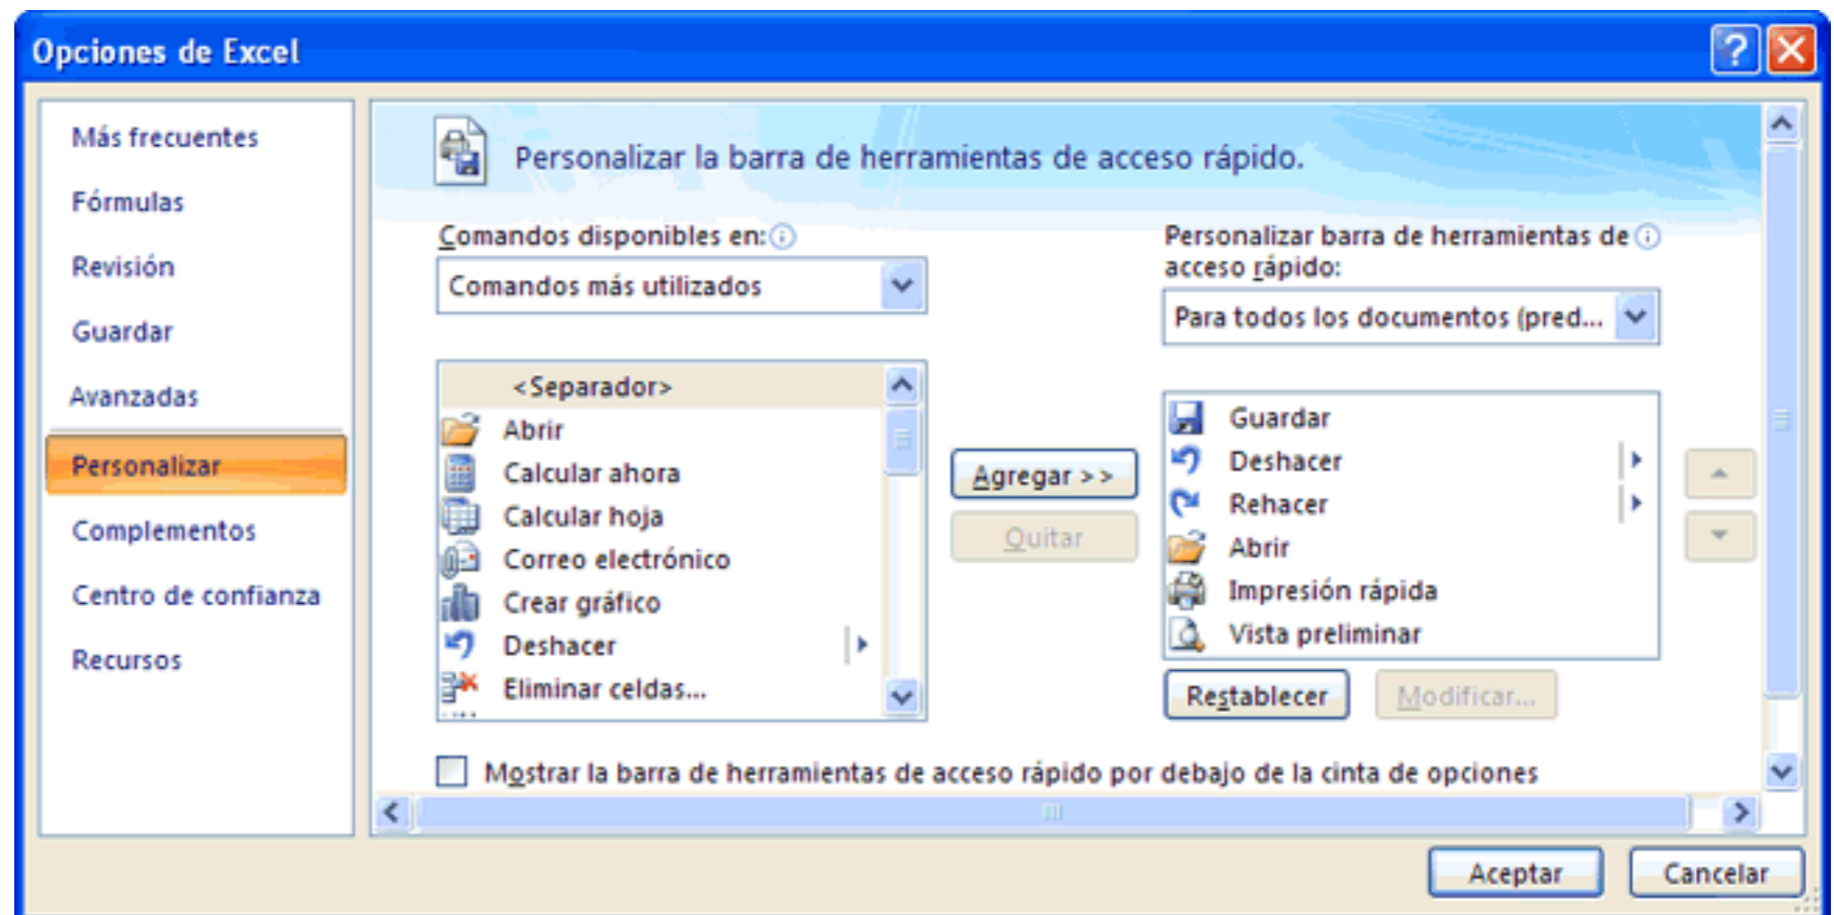 Opciones de Excel
Más frecuentes
Fórmulas
Revisión
Guardar
Avanzadas
Personalizar
Complementos
Centro de confianza
Recursos
Personalizar la barra de herramientas de acceso rápido.
Comandos disponibles en:
Comandos más utilizados
<Separador>
Abrir
Calcular ahora
Calcular hoja
Correo electrónico
Crear gráfico
Deshacer
Eliminar celdas...
Agregar >>
Quitar
Personalizar barra de herramientas de
acceso rápido:
Para todos los documentos (pred...
Guardar
Deshacer
Rehacer
Abrir
Impresión rápida
Vista preliminar
Restablecer
Modificar...
Mostrar la barra de herramientas de acceso rápido por debajo de la cinta de opciones
Aceptar
Cancelar